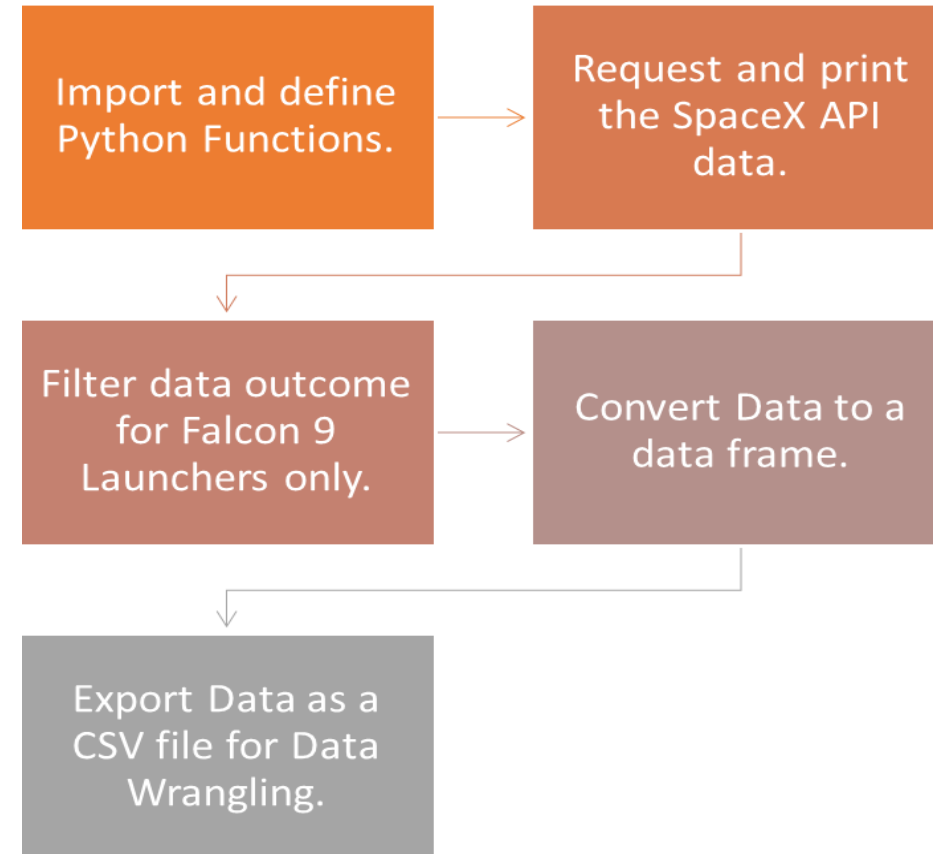 Import and define
Python Functions.
Request and print
the SpaceX API
data.
Filter data outcome
for Falcon 9
Launchers only.
Convert Data to a
data frame.
Export Data as a
CSV file for Data
Wrangling.